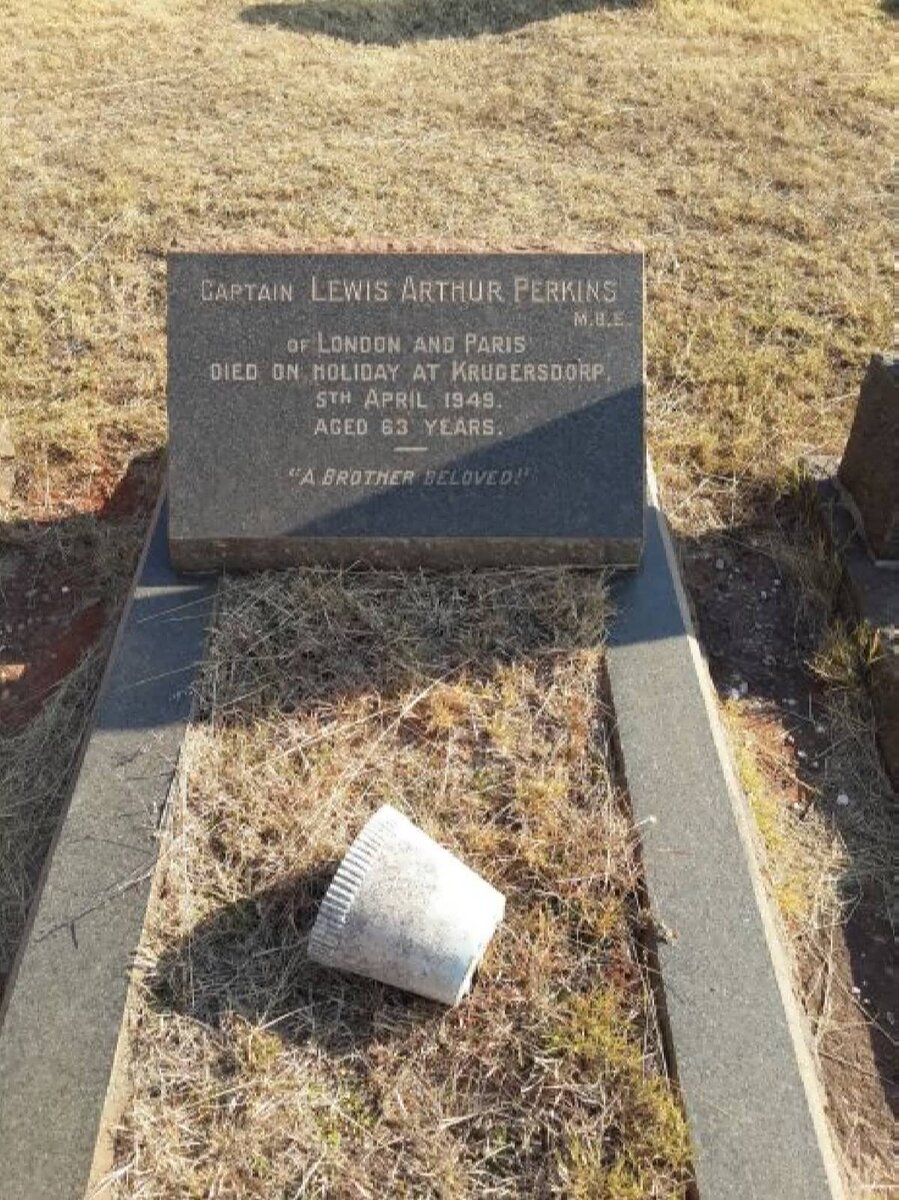 CAPTAIN LEWIS ARTHUR PERKINS
M.B.E.
OF LONDON AND PARIS
DIED ON HOLIDAY AT KRUGERSDORP,
5TH APRIL 1949.
AGED 63 YEARS.
"A BROTHER BELOVED!"